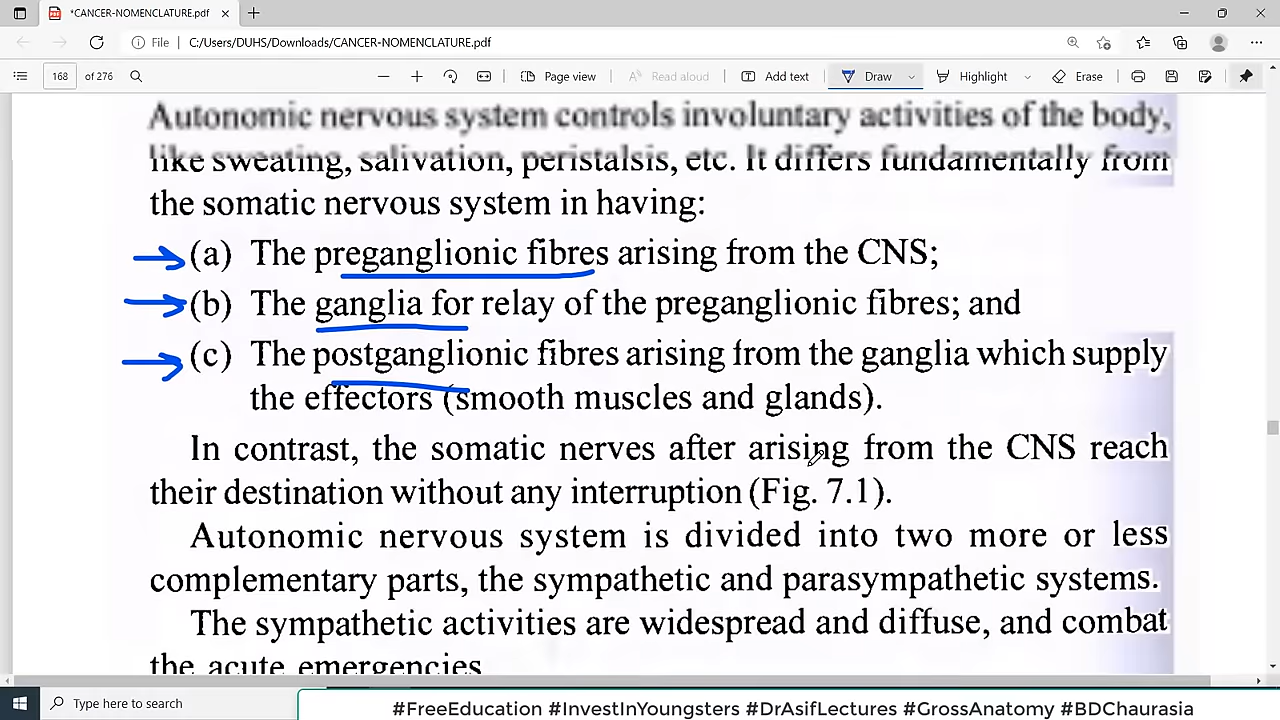 *CANCER-NOMENCLATURE.pdf
File C:/Users/DUHS/Downloads/CANCER-NOMENCLATURE.pdf
168 of 276 Page view Read aloud Add text Draw Highlight Erase
Autonomic nervous system controls involuntary activities of the body,
like sweating, salivation, peristalsis, etc. It differs fundamentally from
the somatic nervous system in having:
(a) The preganglionic fibres arising from the CNS;
(b) The ganglia for relay of the preganglionic fibres; and
(c) The postganglionic fibres arising from the ganglia which supply
the effectors (smooth muscles and glands).
In contrast, the somatic nerves after arising from the CNS reach
their destination without any interruption (Fig. 7.1).
Autonomic nervous system is divided into two more or less
complementary parts, the sympathetic and parasympathetic systems.
The sympathetic activities are widespread and diffuse, and combat
the acute emergencies
Type here to search
#FreeEducation #InvestInYoungsters #DrAsifLectures #GrossAnatomy #BDChaurasia